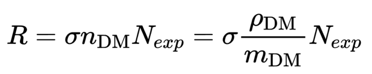 R = σn_DM N_exp = σ ρ_DM/m_DM N_exp